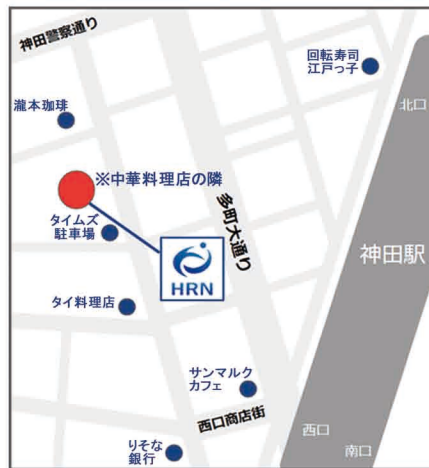 神田警察通り
回転寿司
江戸っ子
瀧本珈琲
北口
※中華料理店の隣
多町大通り
タイムズ
駐車場
神田駅
HRN
タイ料理店
サンマルク
カフェ
西口商店街
西口
りそな
銀行
南口